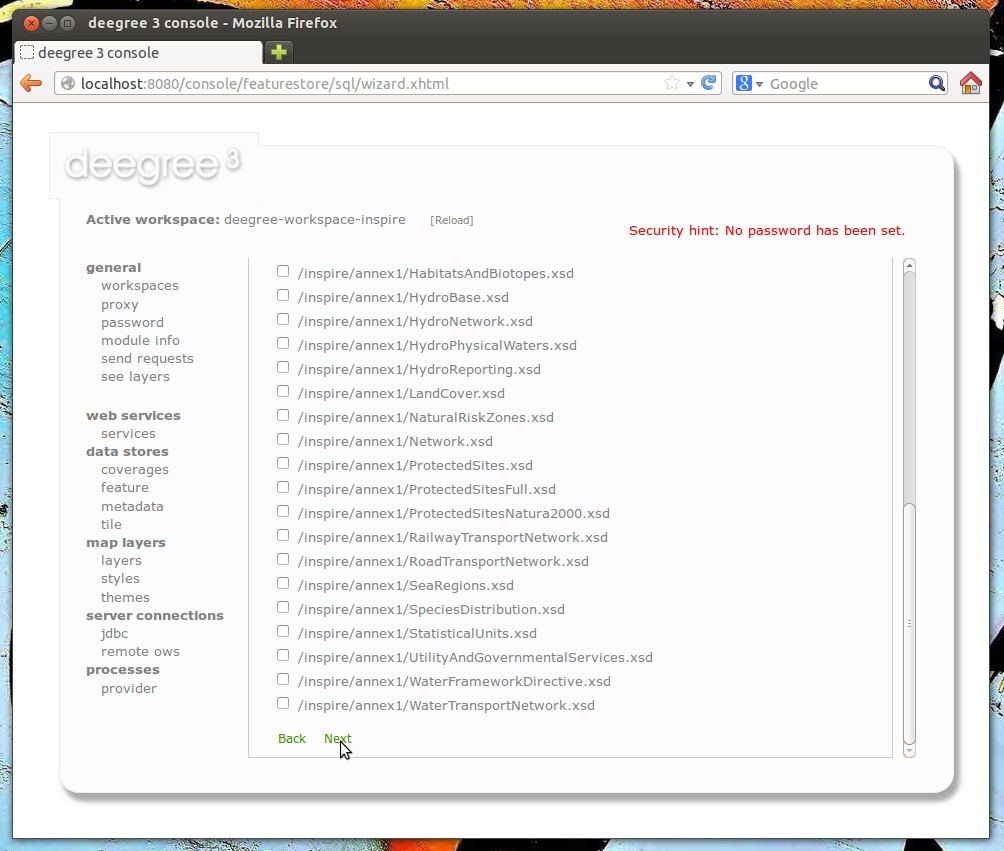 deegree 3 console - Mozilla Firefox
deegree 3 console
localhost:8080/console/featurestore/sql/wizard.xhtml
Google
deegree 3
Active workspace: deegree-workspace-inspire [Reload]
Security hint: No password has been set.
general
workspaces
proxy
password
module info
send requests
see layers
web services
services
data stores
coverages
feature
metadata
tile
map layers
layers
styles
themes
server connections
jdbc
remote ows
processes
provider
/inspire/annex1/HabitatsAndBiotopes.xsd
/inspire/annex1/HydroBase.xsd
/inspire/annex1/HydroNetwork.xsd
/inspire/annex1/HydroPhysicalWaters.xsd
/inspire/annex1/HydroReporting.xsd
/inspire/annex1/LandCover.xsd
/inspire/annex1/NaturalRiskZones.xsd
/inspire/annex1/Network.xsd
/inspire/annex1/ProtectedSites.xsd
/inspire/annex1/ProtectedSitesFull.xsd
/inspire/annex1/ProtectedSitesNatura2000.xsd
/inspire/annex1/RailwayTransportNetwork.xsd
/inspire/annex1/RoadTransportNetwork.xsd
/inspire/annex1/SeaRegions.xsd
/inspire/annex1/SpeciesDistribution.xsd
/inspire/annex1/StatisticalUnits.xsd
/inspire/annex1/UtilityAndGovernmentalServices.xsd
/inspire/annex1/WaterFrameworkDirective.xsd
/inspire/annex1/WaterTransportNetwork.xsd
Back Next